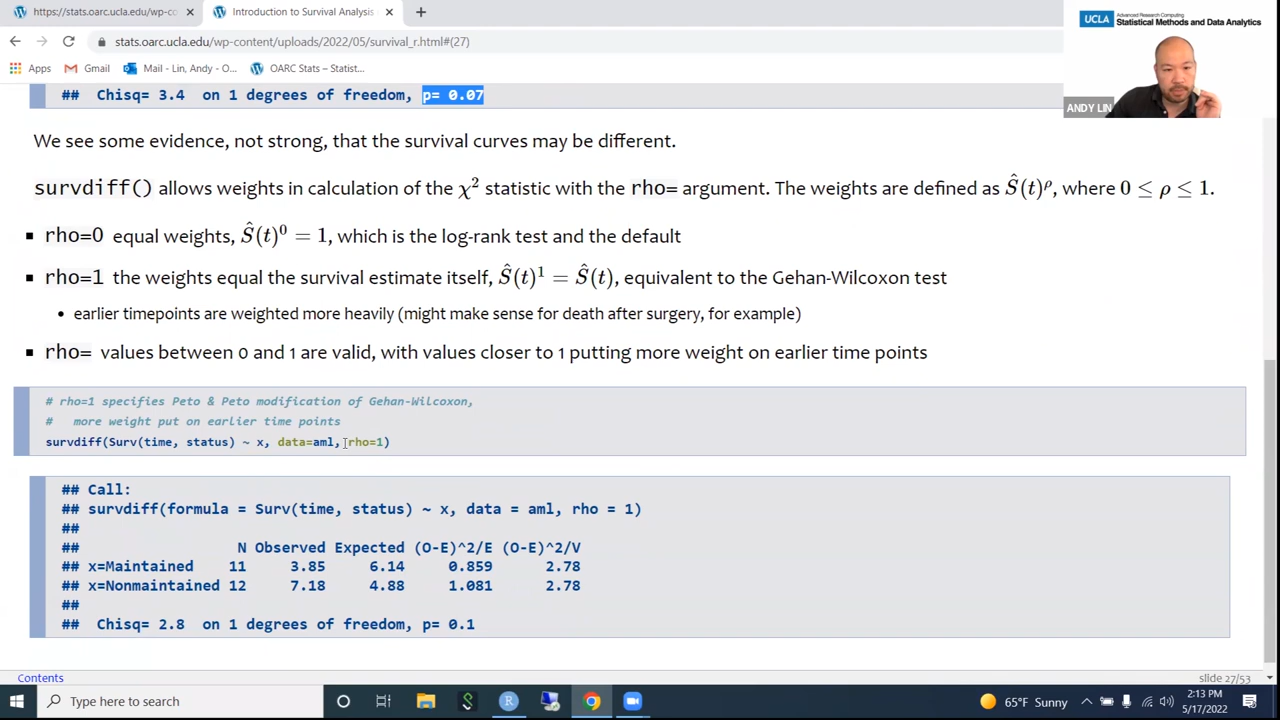 https://stats.oarc.ucla.edu/wp-co
Introduction to Survival Analysis
stats.oarc.ucla.edu/wp-content/uploads/2022/05/survival_r.html#(27)
Apps
Gmail
Mail - Lin, Andy - O...
OARC Stats – Statist...
UCLA
Advanced Research Computing
Statistical Methods and Data Analytics
ANDY LIN
## Chisq= 3.4 on 1 degrees of freedom, p= 0.07
We see some evidence, not strong, that the survival curves may be different.
survdiff() allows weights in calculation of the χ² statistic with the rho= argument. The weights are defined as Ŝ(t)^ρ, where 0 ≤ ρ ≤ 1.
rho=0 equal weights, Ŝ(t)⁰ = 1, which is the log-rank test and the default
rho=1 the weights equal the survival estimate itself, Ŝ(t)¹ = Ŝ(t), equivalent to the Gehan-Wilcoxon test
earlier timepoints are weighted more heavily (might make sense for death after surgery, for example)
rho= values between 0 and 1 are valid, with values closer to 1 putting more weight on earlier time points
# rho=1 specifies Peto & Peto modification of Gehan-Wilcoxon,
# more weight put on earlier time points
survdiff(Surv(time, status) ~ x, data=aml, rho=1)
## Call:
## survdiff(formula = Surv(time, status) ~ x, data = aml, rho = 1)
##
## N Observed Expected (O-E)^2/E (O-E)^2/V
## x=Maintained 11 3.85 6.14 0.859 2.78
## x=Nonmaintained 12 7.18 4.88 1.081 2.78
##
## Chisq= 2.8 on 1 degrees of freedom, p= 0.1
Contents
slide 27/53
Type here to search
65°F Sunny
2:13 PM
5/17/2022